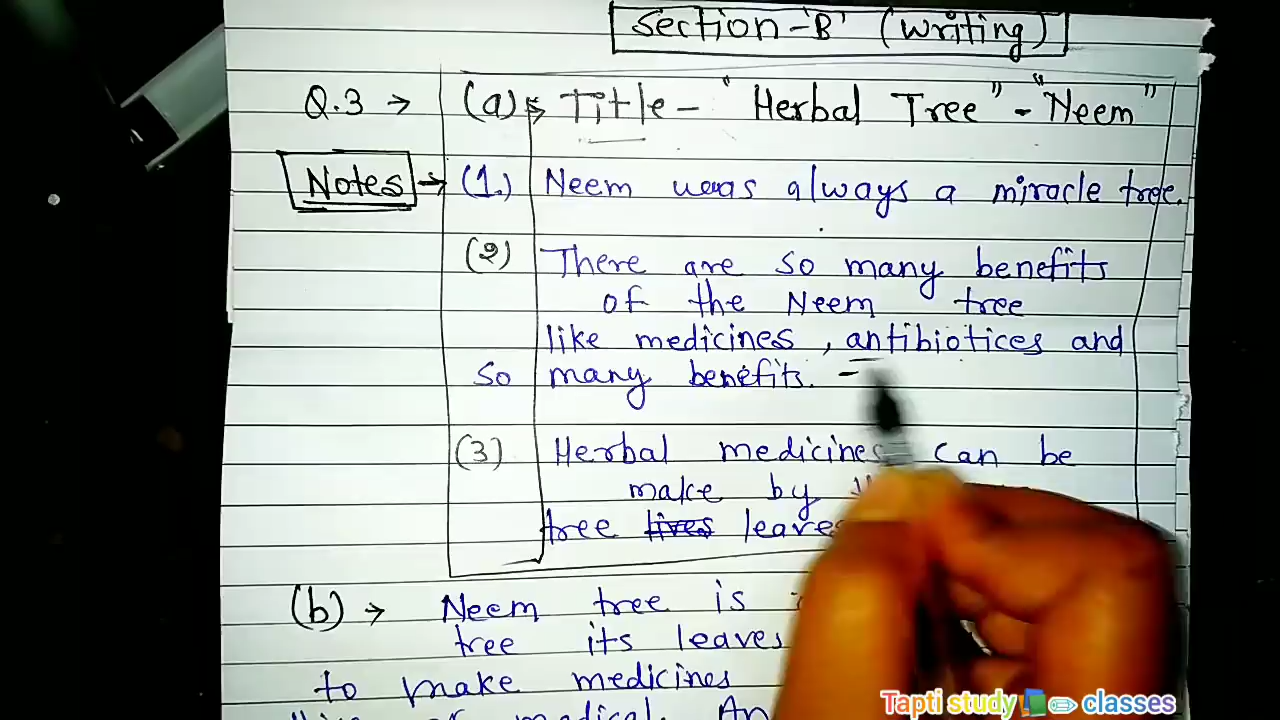 Section-'B' (Writing)
Q.3 → (a) Title - "Herbal Tree" - "Neem"
Notes → (1.) Neem was always a miracle tree.
(2) There are so many benefits
of the Neem tree
like medicines, antibiotices and
so many benefits. -
(3) Herbal medicines can be
make by
tree lives leaves
(b) → Neem tree is
tree its leaves
to make medicines
medical. An
Tapti study classes